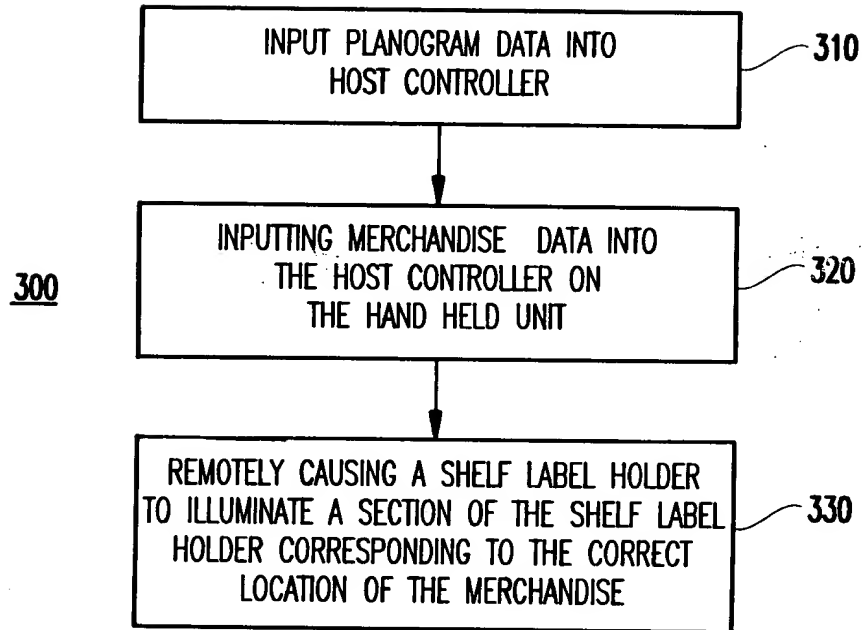 INPUT PLANOGRAM DATA INTO
HOST CONTROLLER
310
INPUTTING MERCHANDISE DATA INTO
THE HOST CONTROLLER ON
THE HAND HELD UNIT
320
300
REMOTELY CAUSING A SHELF LABEL HOLDER
TO ILLUMINATE A SECTION OF THE SHELF LABEL
HOLDER CORRESPONDING TO THE CORRECT
LOCATION OF THE MERCHANDISE
330